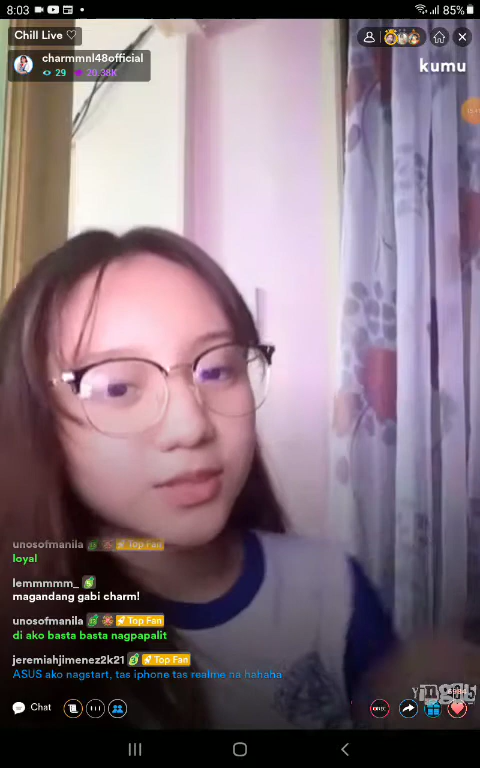 8:03
85%
Chill Live ♡
charmmnl48official
29 20.38K
kumu
unosofmanila Top Fan
loyal
lemmmmm_
magandang gabi charm!
unosofmanila Top Fan
di ako basta basta nagpapalit
jeremiahjimenez2k21 Top Fan
ASUS ako nagstart, tas iphone tas realme na hahaha
Chat
REC